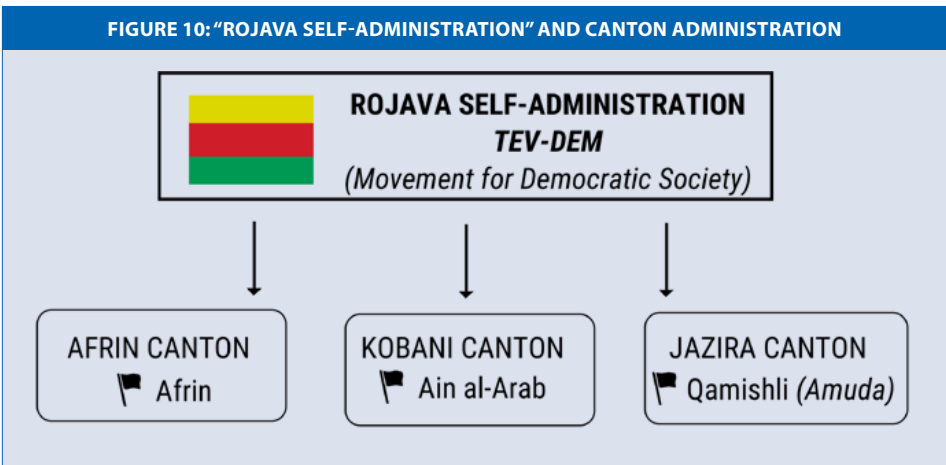 FIGURE 10: “ROJAVA SELF-ADMINISTRATION” AND CANTON ADMINISTRATION
ROJAVA SELF-ADMINISTRATION
TEV-DEM
(Movement for Democratic Society)
AFRIN CANTON
Afrin
KOBANI CANTON
Ain al-Arab
JAZIRA CANTON
Qamishli (Amuda)